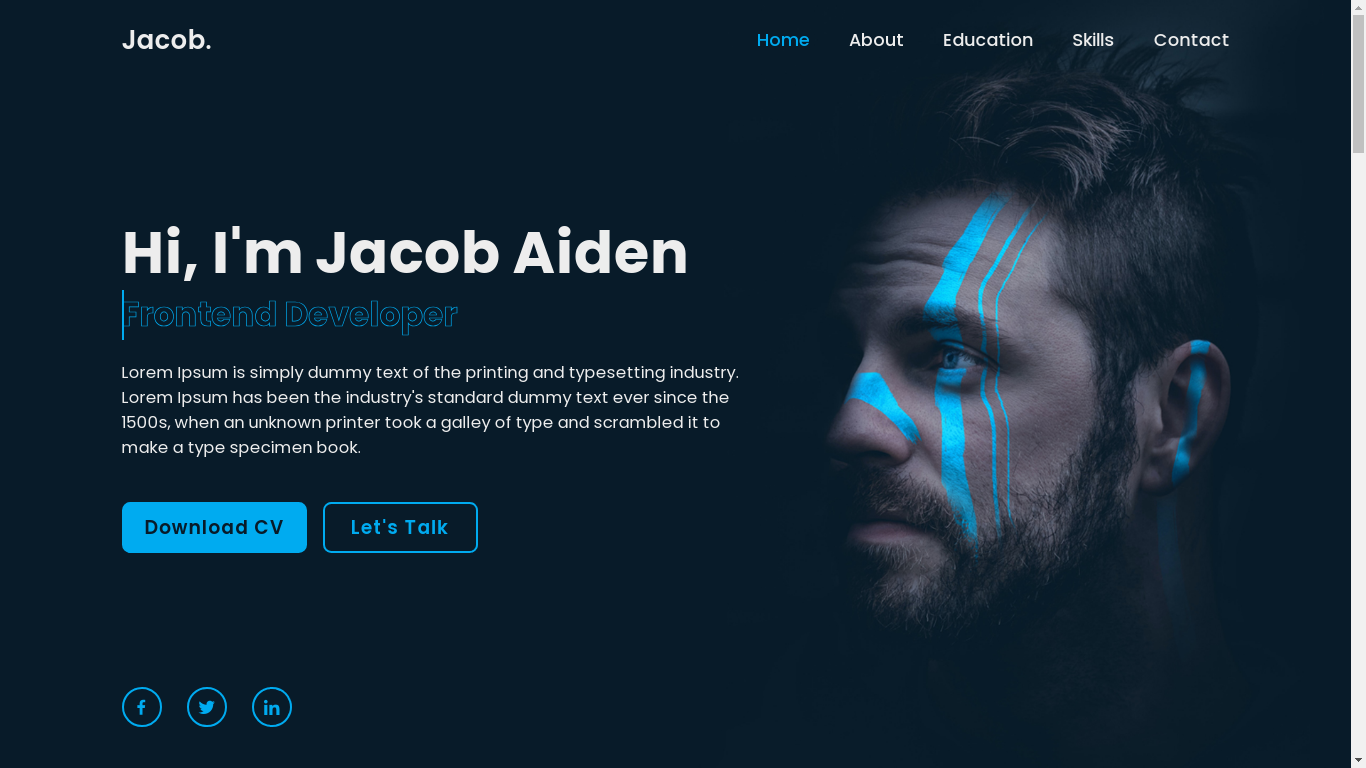 Jacob.
Home About Education Skills Contact
Hi, I'm Jacob Aiden
Frontend Developer
Lorem Ipsum is simply dummy text of the printing and typesetting industry.
Lorem Ipsum has been the industry's standard dummy text ever since the
1500s, when an unknown printer took a galley of type and scrambled it to
make a type specimen book.
Download CV Let's Talk